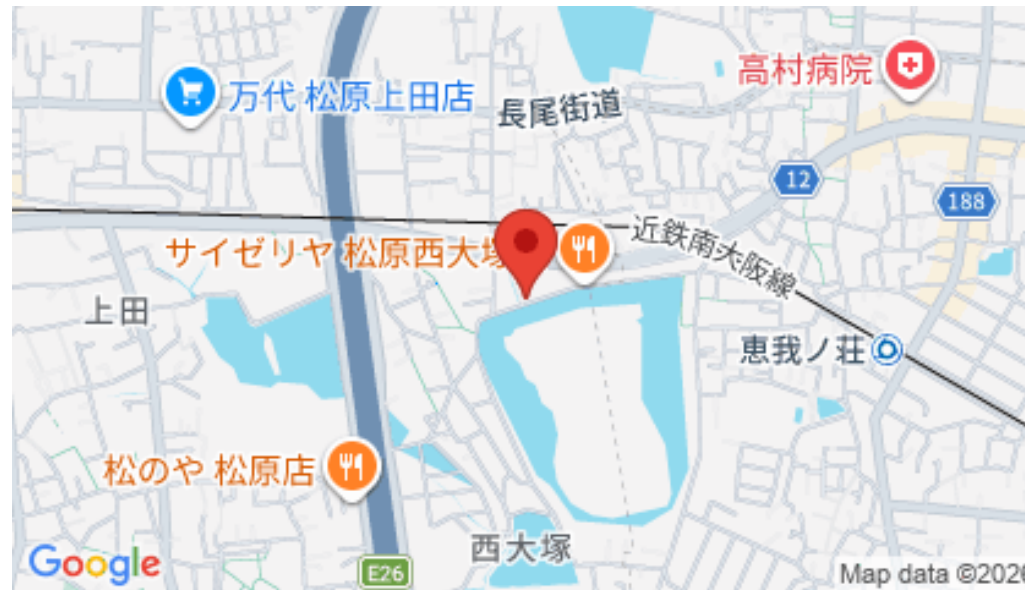 高村病院
万代 松原上田店
長尾街道
12
188
サイゼリヤ 松原西大塚
近鉄南大阪線
上田
恵我ノ荘
松のや 松原店
西大塚
E26
Google
Map data ©2026